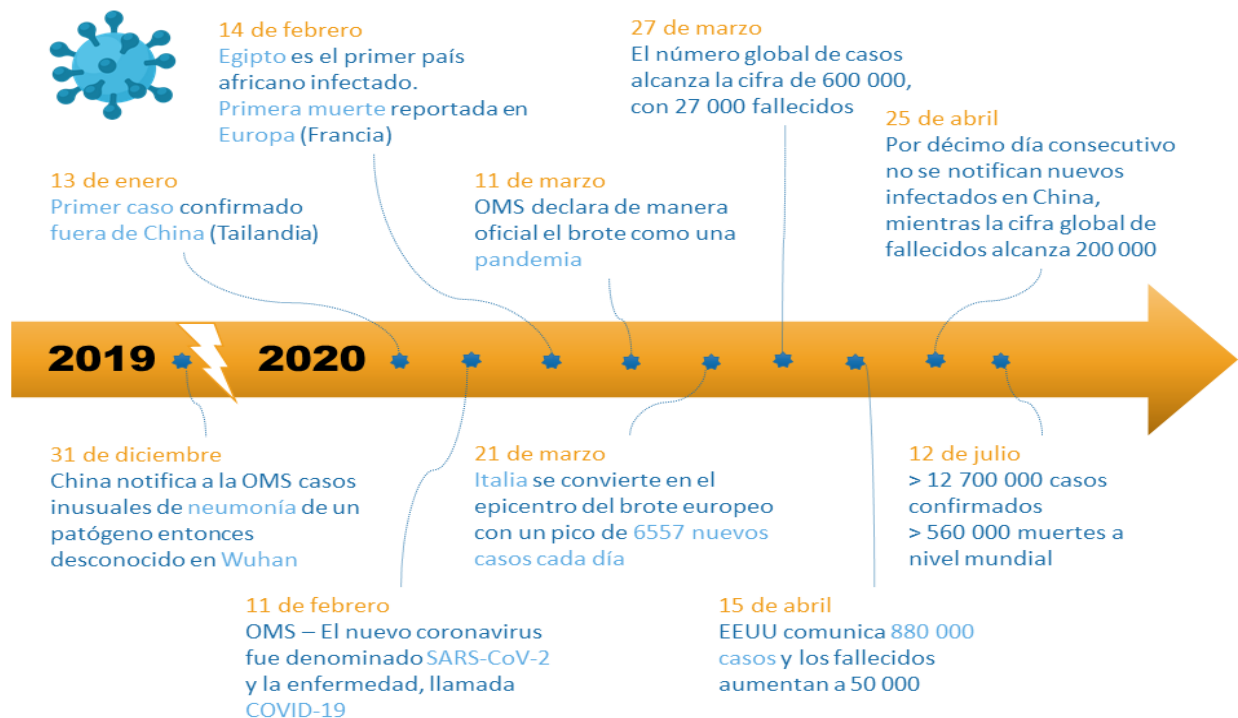 14 de febrero
Egipto es el primer país
africano infectado.
Primera muerte reportada en
Europa (Francia)
27 de marzo
El número global de casos
alcanza la cifra de 600 000,
con 27 000 fallecidos
25 de abril
Por décimo día consecutivo
no se notifican nuevos
infectados en China,
mientras la cifra global de
fallecidos alcanza 200 000
13 de enero
Primer caso confirmado
fuera de China (Tailandia)
11 de marzo
OMS declara de manera
oficial el brote como una
pandemia
2019
2020
31 de diciembre
China notifica a la OMS casos
inusuales de neumonía de un
patógeno entonces
desconocido en Wuhan
21 de marzo
Italia se convierte en el
epicentro del brote europeo
con un pico de 6557 nuevos
casos cada día
12 de julio
> 12 700 000 casos
confirmados
> 560 000 muertes a
nivel mundial
11 de febrero
OMS – El nuevo coronavirus
fue denominado SARS-CoV-2
y la enfermedad, llamada
COVID-19
15 de abril
EEUU comunica 880 000
casos y los fallecidos
aumentan a 50 000